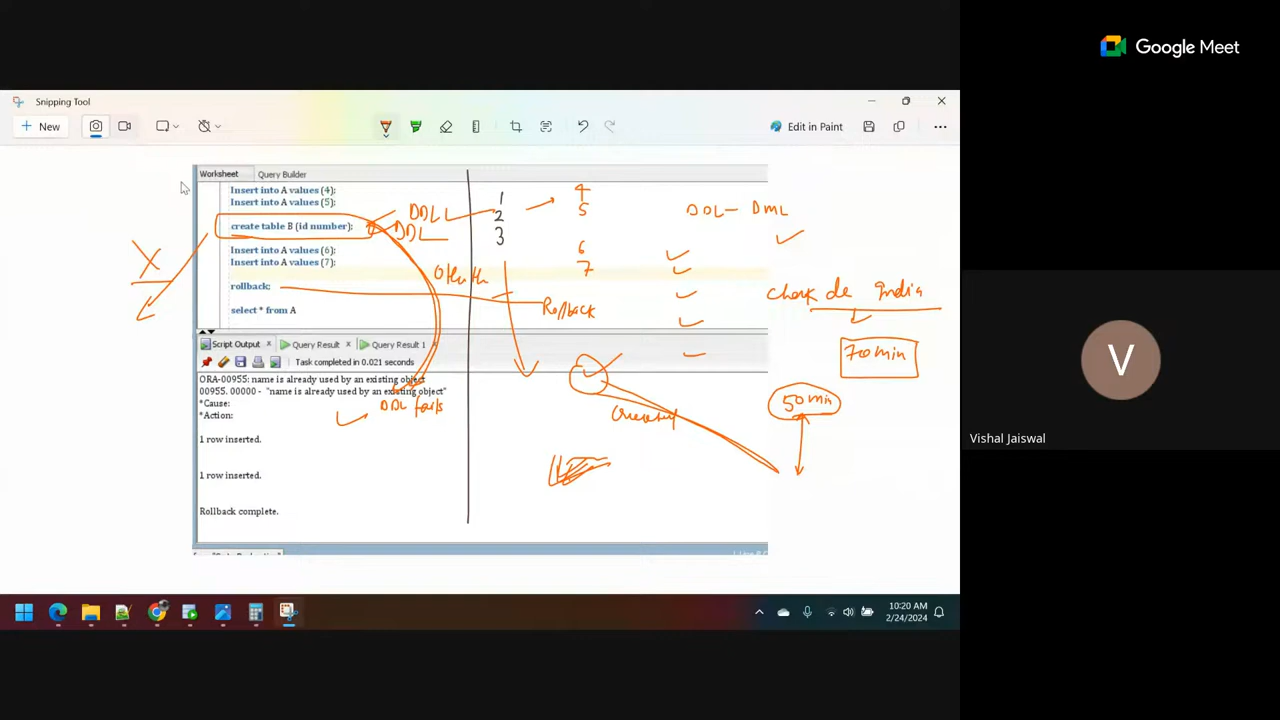 Google Meet
Snipping Tool
New
Edit in Paint
Worksheet
Query Builder
Insert into A values (4);
Insert into A values (5);
create table B (id number);
Insert into A values (6);
Insert into A values (7);
rollback;
select * from A
DDL
DDL
1
2
3
4
5
6
7
Rollback
DDL - DML
India
70 min
50 min
Script Output
Query Result
Query Result 1
Task completed in 0.021 seconds
ORA-00955: name is already used by an existing object
00955. 00000 - "name is already used by an existing object"
*Cause:
*Action:
DDL fails
1 row inserted.
1 row inserted.
Rollback complete.
X
Vishal Jaiswal
10:20 AM
2/24/2024
V